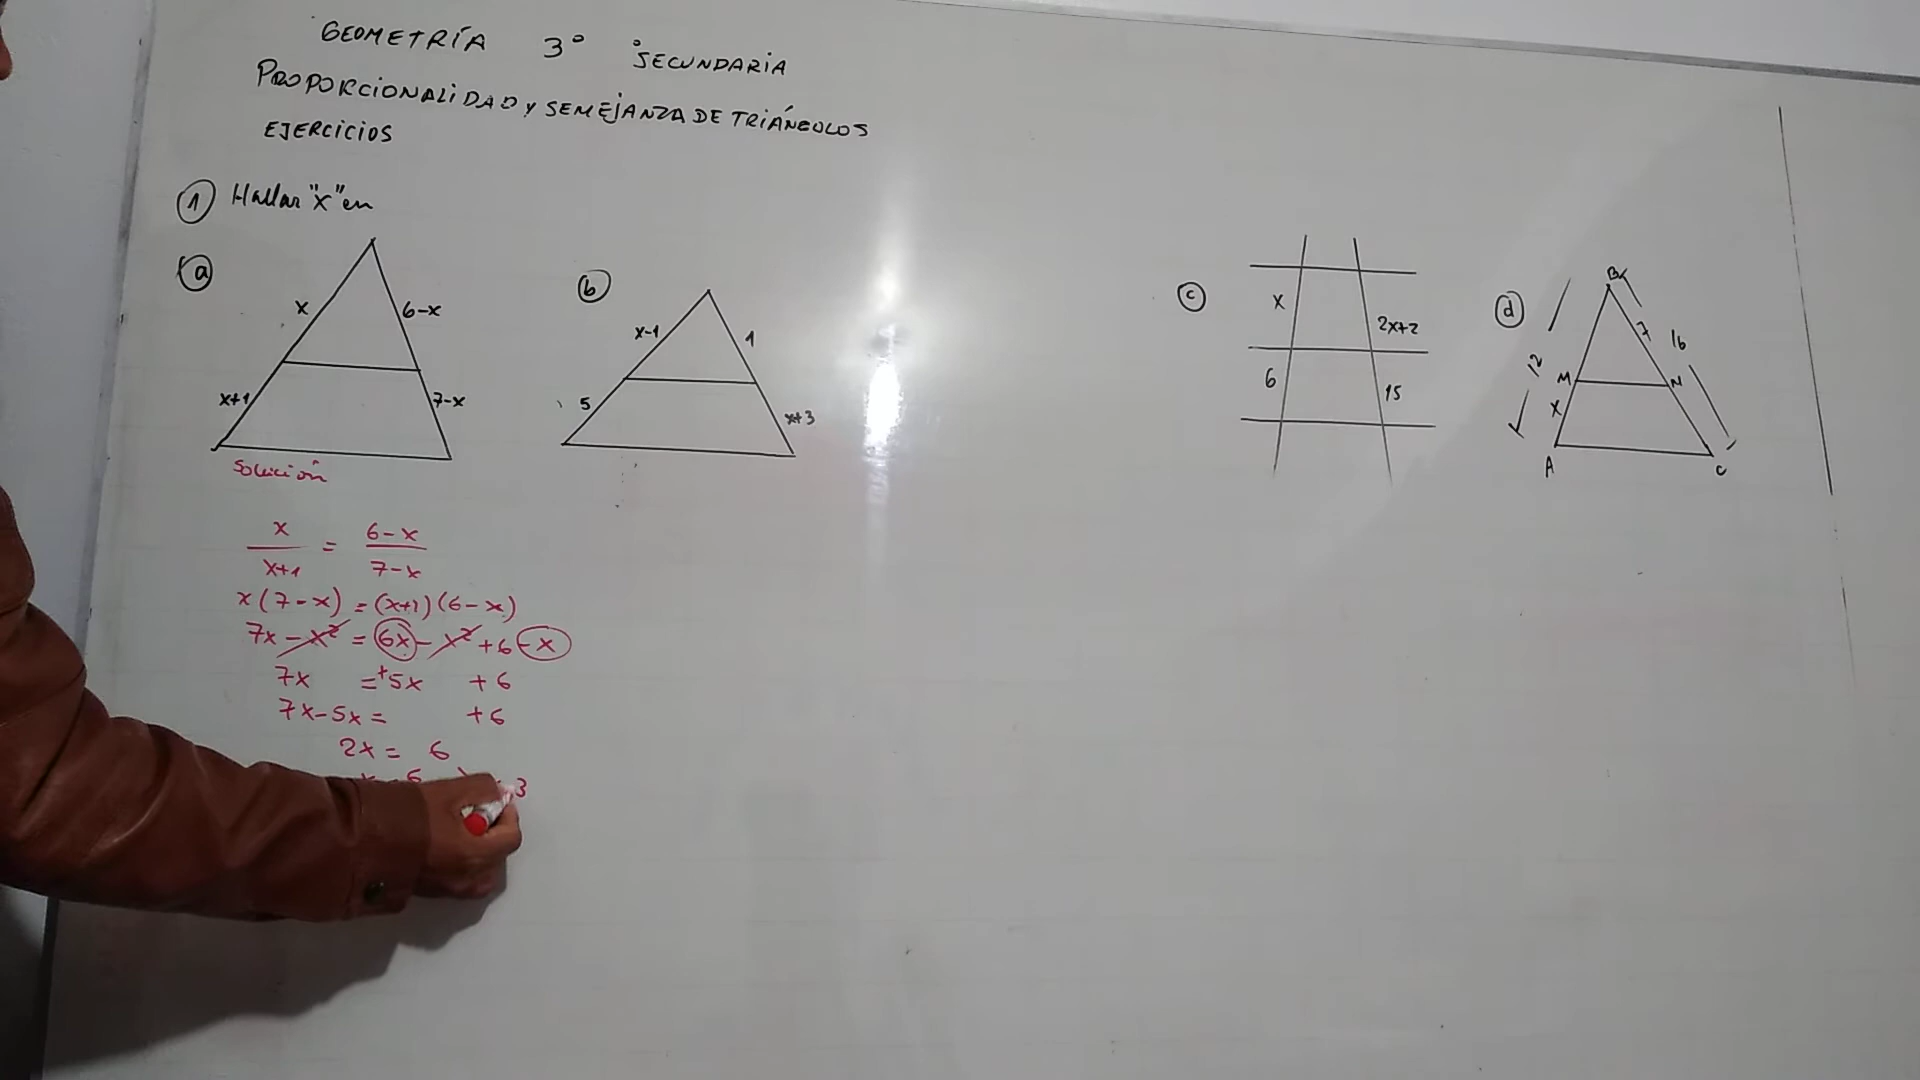 GEOMETRÍA 3° SECUNDARIA
PROPORCIONALIDAD Y SEMEJANZA DE TRIÁNGULOS
EJERCICIOS
1 Hallar "x" en
a
x
6-x
x+1
7-x
b
x-1
1
5
x+3
c
x
2x+2
6
15
d
B
7
16
12
M
N
x
A
C
Solución
x/x+1 = 6-x/7-x
x(7-x) = (x+1)(6-x)
7x-x² = 6x-x²+6-x
7x =+5x +6
7x-5x= +6
2x= 6
3